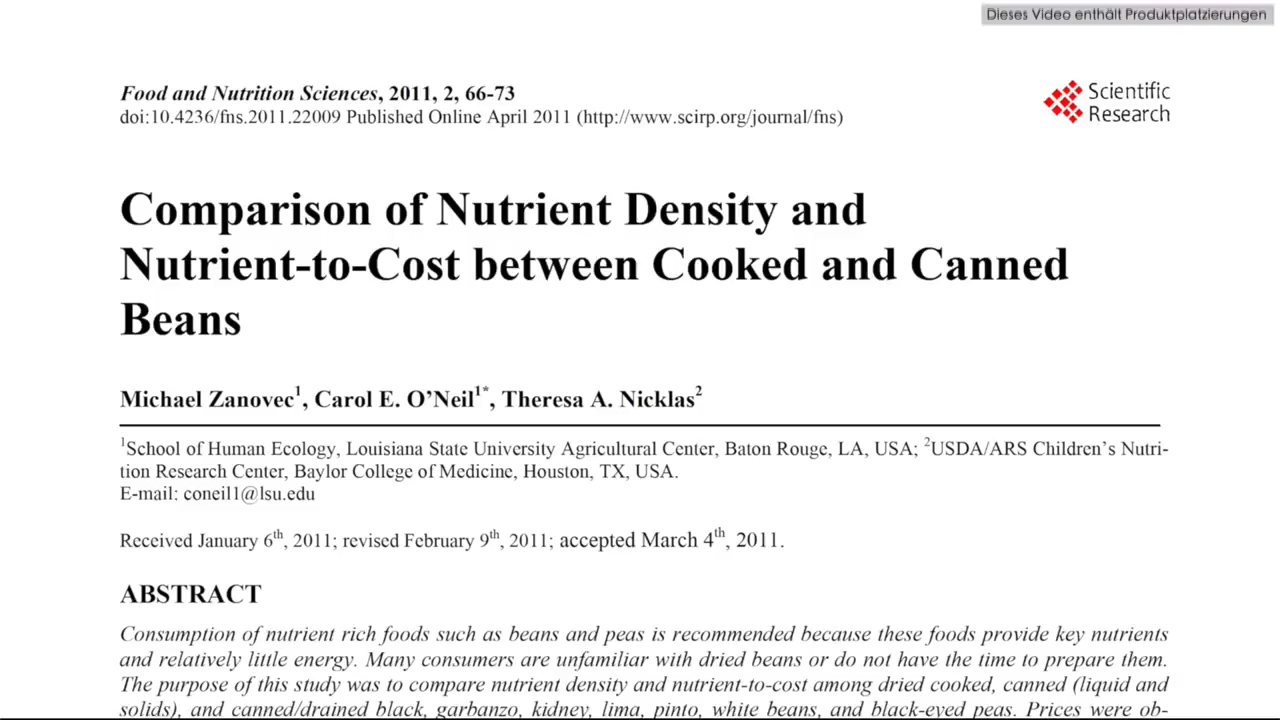 Dieses Video enthält Produktplatzierungen
Food and Nutrition Sciences, 2011, 2, 66-73
doi:10.4236/fns.2011.22009 Published Online April 2011 (http://www.scirp.org/journal/fns)
Scientific
Research
Comparison of Nutrient Density and
Nutrient-to-Cost between Cooked and Canned
Beans
Michael Zanovec1, Carol E. O’Neil1*, Theresa A. Nicklas2
1School of Human Ecology, Louisiana State University Agricultural Center, Baton Rouge, LA, USA; 2USDA/ARS Children’s Nutri-
tion Research Center, Baylor College of Medicine, Houston, TX, USA.
E-mail: coneil1@lsu.edu
Received January 6th, 2011; revised February 9th, 2011; accepted March 4th, 2011.
ABSTRACT
Consumption of nutrient rich foods such as beans and peas is recommended because these foods provide key nutrients
and relatively little energy. Many consumers are unfamiliar with dried beans or do not have the time to prepare them.
The purpose of this study was to compare nutrient density and nutrient-to-cost among dried cooked, canned (liquid and
solids), and canned/drained black, garbanzo, kidney, lima, pinto, white beans, and black-eyed peas. Prices were ob-